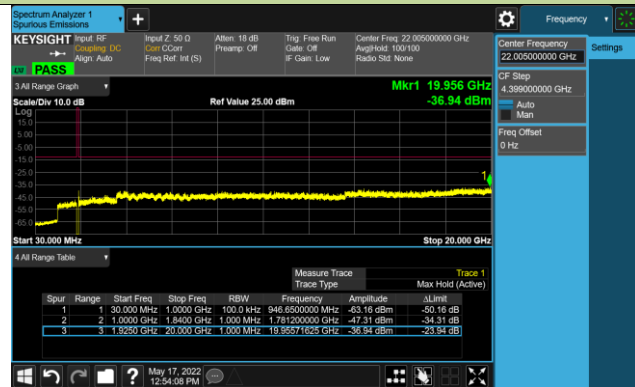 Spectrum Analyzer 1
Spurious Emissions
Frequency
KEYSIGHT
Input: RF
Coupling: DC
Align: Auto
Input Z: 50 Ω
Corr CCorr
Freq Ref: Int (S)
Atten: 18 dB
Preamp: Off
Trig: Free Run
Gate: Off
IF Gain: Low
Center Freq: 22.005000000 GHz
Avg|Hold: 100/100
Radio Std: None
PASS
Center Frequency
22.005000000 GHz
Settings
CF Step
4.399000000 GHz
Auto
Man
Freq Offset
0 Hz
3 All Range Graph
Mkr1 19.956 GHz
Scale/Div 10.0 dB
Ref Value 25.00 dBm
-36.94 dBm
Log
15.0
5.00
-5.00
-15.0
-25.0
-35.0
-45.0
-55.0
-65.0
1
Start 30.000 MHz
Stop 20.000 GHz
4 All Range Table
Measure Trace Trace 1
Trace Type Max Hold (Active)
Spur Range Start Freq Stop Freq RBW Frequency Amplitude ΔLimit
1 1 30.000 MHz 1.0000 GHz 100.0 kHz 946.6500000 MHz -63.16 dBm -50.16 dB
2 2 1.0000 GHz 1.8400 GHz 1.000 MHz 1.781200000 GHz -47.31 dBm -34.31 dB
3 3 1.9250 GHz 20.000 GHz 1.000 MHz 19.95571625 GHz -36.94 dBm -23.94 dB
?
May 17, 2022
12:54:08 PM